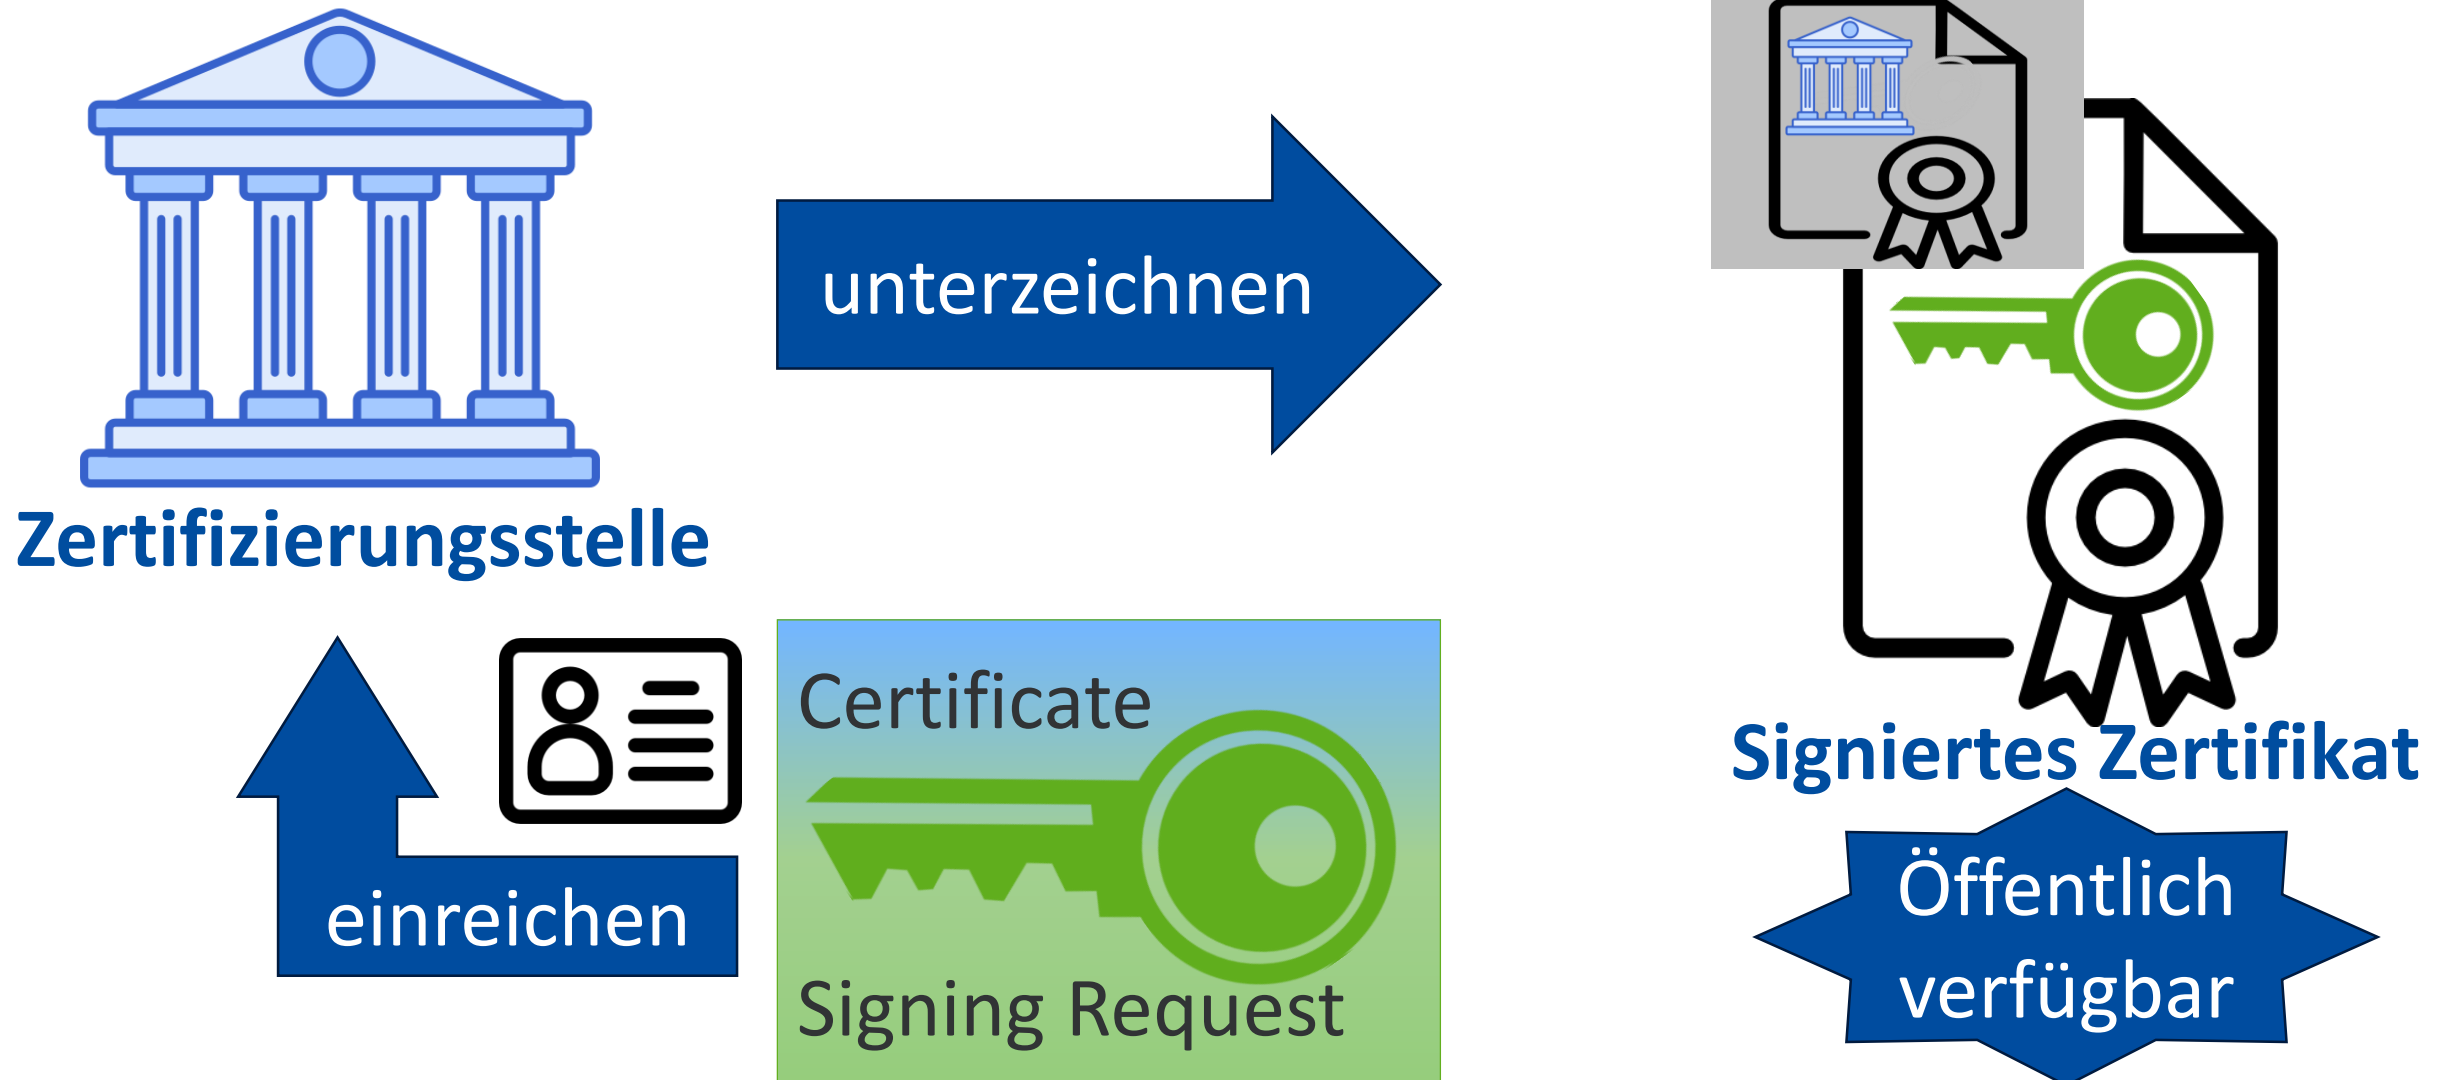 unterzeichnen
Zertifizierungsstelle
einreichen
Certificate
Signing Request
Signiertes Zertifikat
Öffentlich
verfügbar